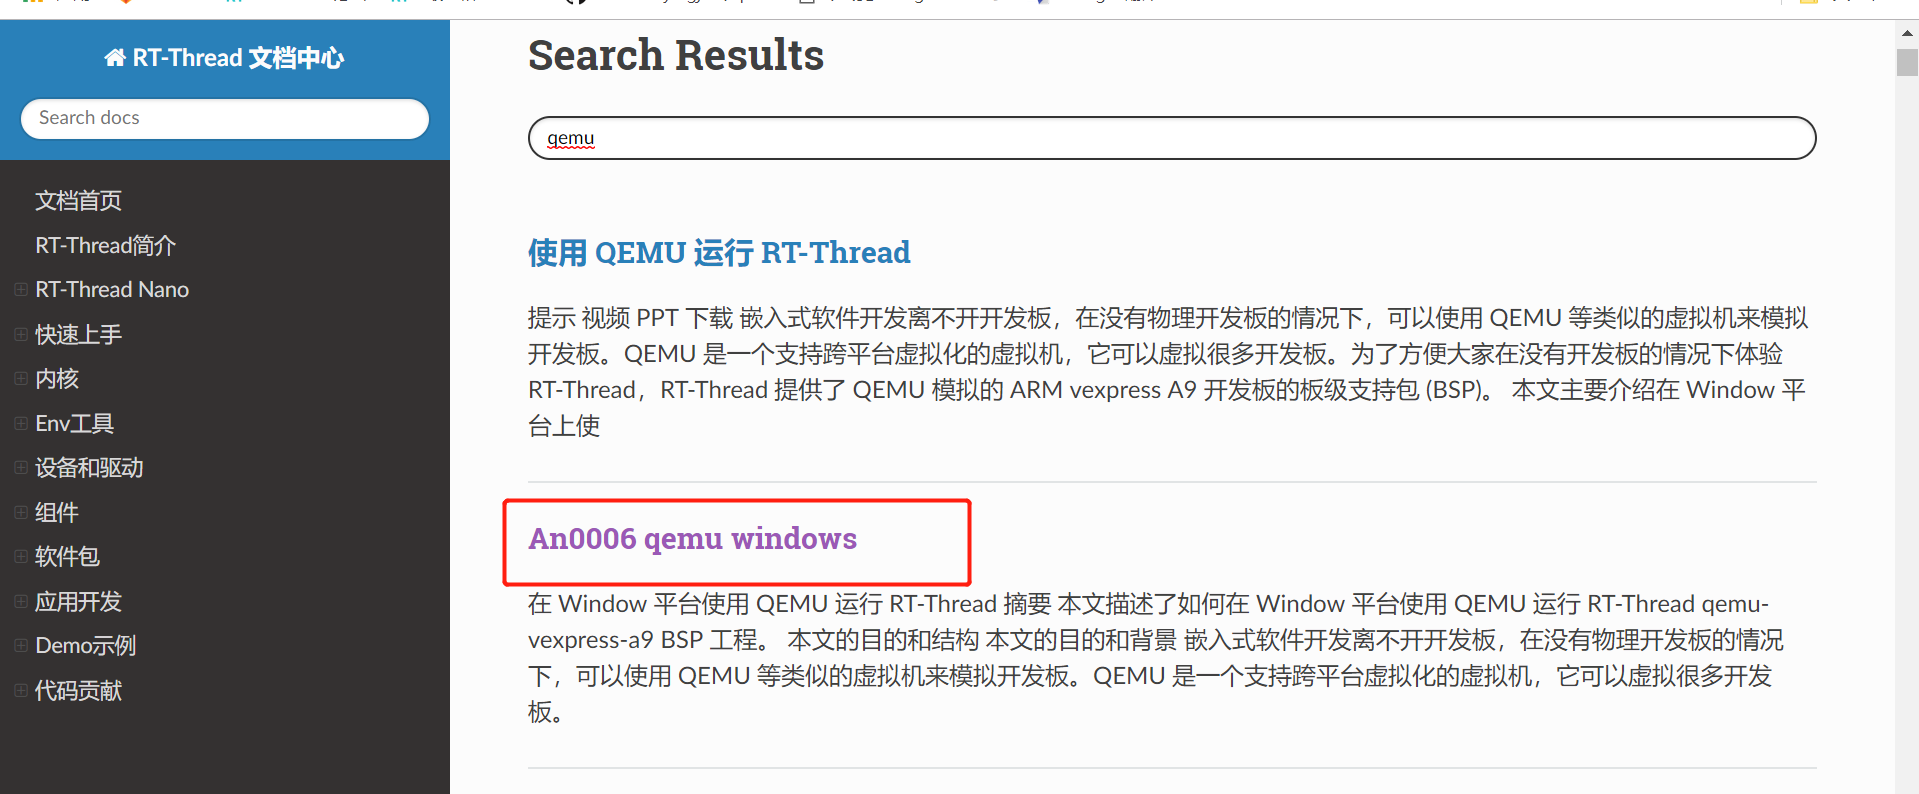 RT-Thread 文档中心
Search docs
文档首页
RT-Thread简介
RT-Thread Nano
快速上手
内核
Env工具
设备和驱动
组件
软件包
应用开发
Demo示例
代码贡献
Search Results
qemu
使用 QEMU 运行 RT-Thread
提示 视频 PPT 下载 嵌入式软件开发离不开开发板，在没有物理开发板的情况下，可以使用 QEMU 等类似的虚拟机来模拟
开发板。QEMU 是一个支持跨平台虚拟化的虚拟机，它可以虚拟很多开发板。为了方便大家在没有开发板的情况下体验
RT-Thread，RT-Thread 提供了 QEMU 模拟的 ARM vexpress A9 开发板的板级支持包 (BSP)。 本文主要介绍在 Window 平
台上使
An0006 qemu windows
在 Window 平台使用 QEMU 运行 RT-Thread 摘要 本文描述了如何在 Window 平台使用 QEMU 运行 RT-Thread qemu-
vexpress-a9 BSP 工程。 本文的目的和结构 本文的目的和背景 嵌入式软件开发离不开开发板，在没有物理开发板的情况
下，可以使用 QEMU 等类似的虚拟机来模拟开发板。QEMU 是一个支持跨平台虚拟化的虚拟机，它可以虚拟很多开发
板。